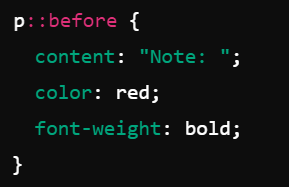 p::before {
  content: "Note: ";
  color: red;
  font-weight: bold;
}